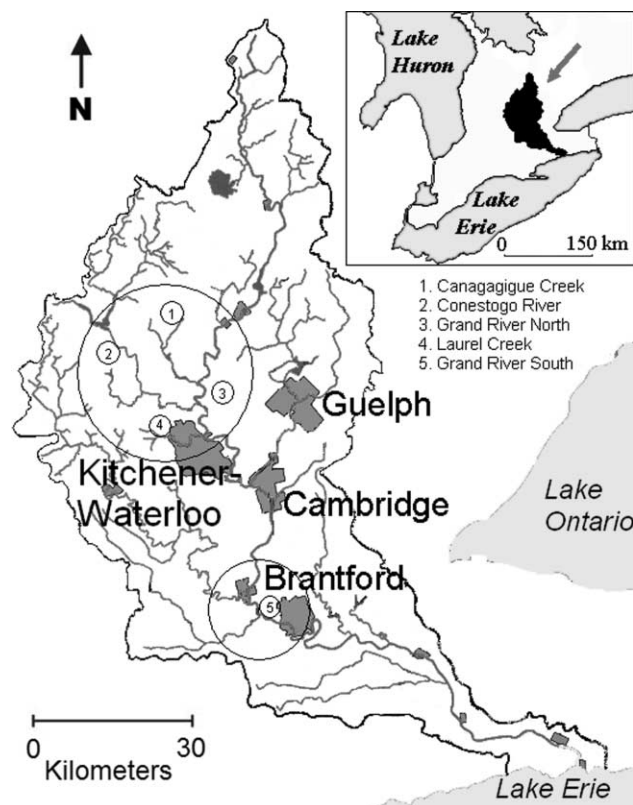 N
Lake
Huron
Lake
Erie
0 150 km
1. Canagagigue Creek
2. Conestogo River
3. Grand River North
4. Laurel Creek
5. Grand River South
1
2
3
4
Guelph
Kitchener-
Waterloo
Cambridge
Lake
Ontario
Brantford
5
0 30
Kilometers
Lake Erie